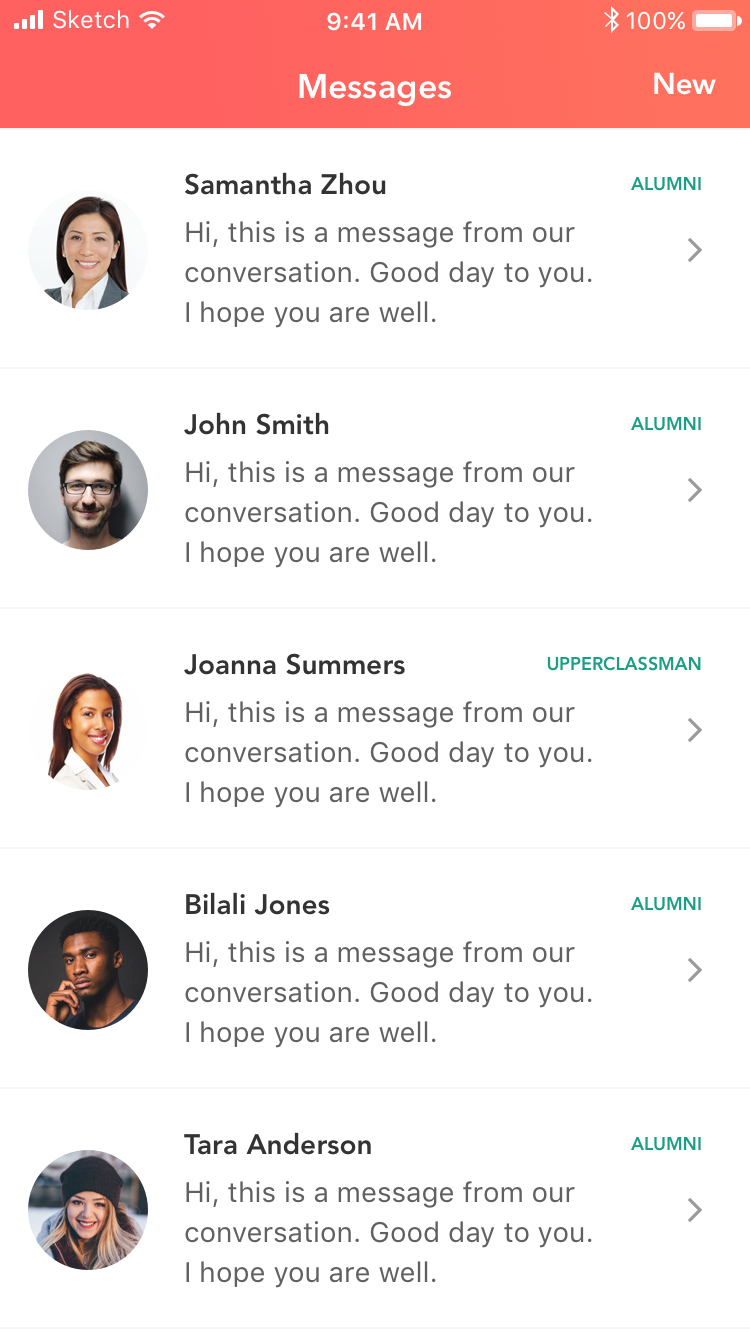 Sketch 9:41 AM 100%
Messages New
Samantha Zhou ALUMNI
Hi, this is a message from our
conversation. Good day to you.
I hope you are well.
John Smith ALUMNI
Hi, this is a message from our
conversation. Good day to you.
I hope you are well.
Joanna Summers UPPERCLASSMAN
Hi, this is a message from our
conversation. Good day to you.
I hope you are well.
Bilali Jones ALUMNI
Hi, this is a message from our
conversation. Good day to you.
I hope you are well.
Tara Anderson ALUMNI
Hi, this is a message from our
conversation. Good day to you.
I hope you are well.